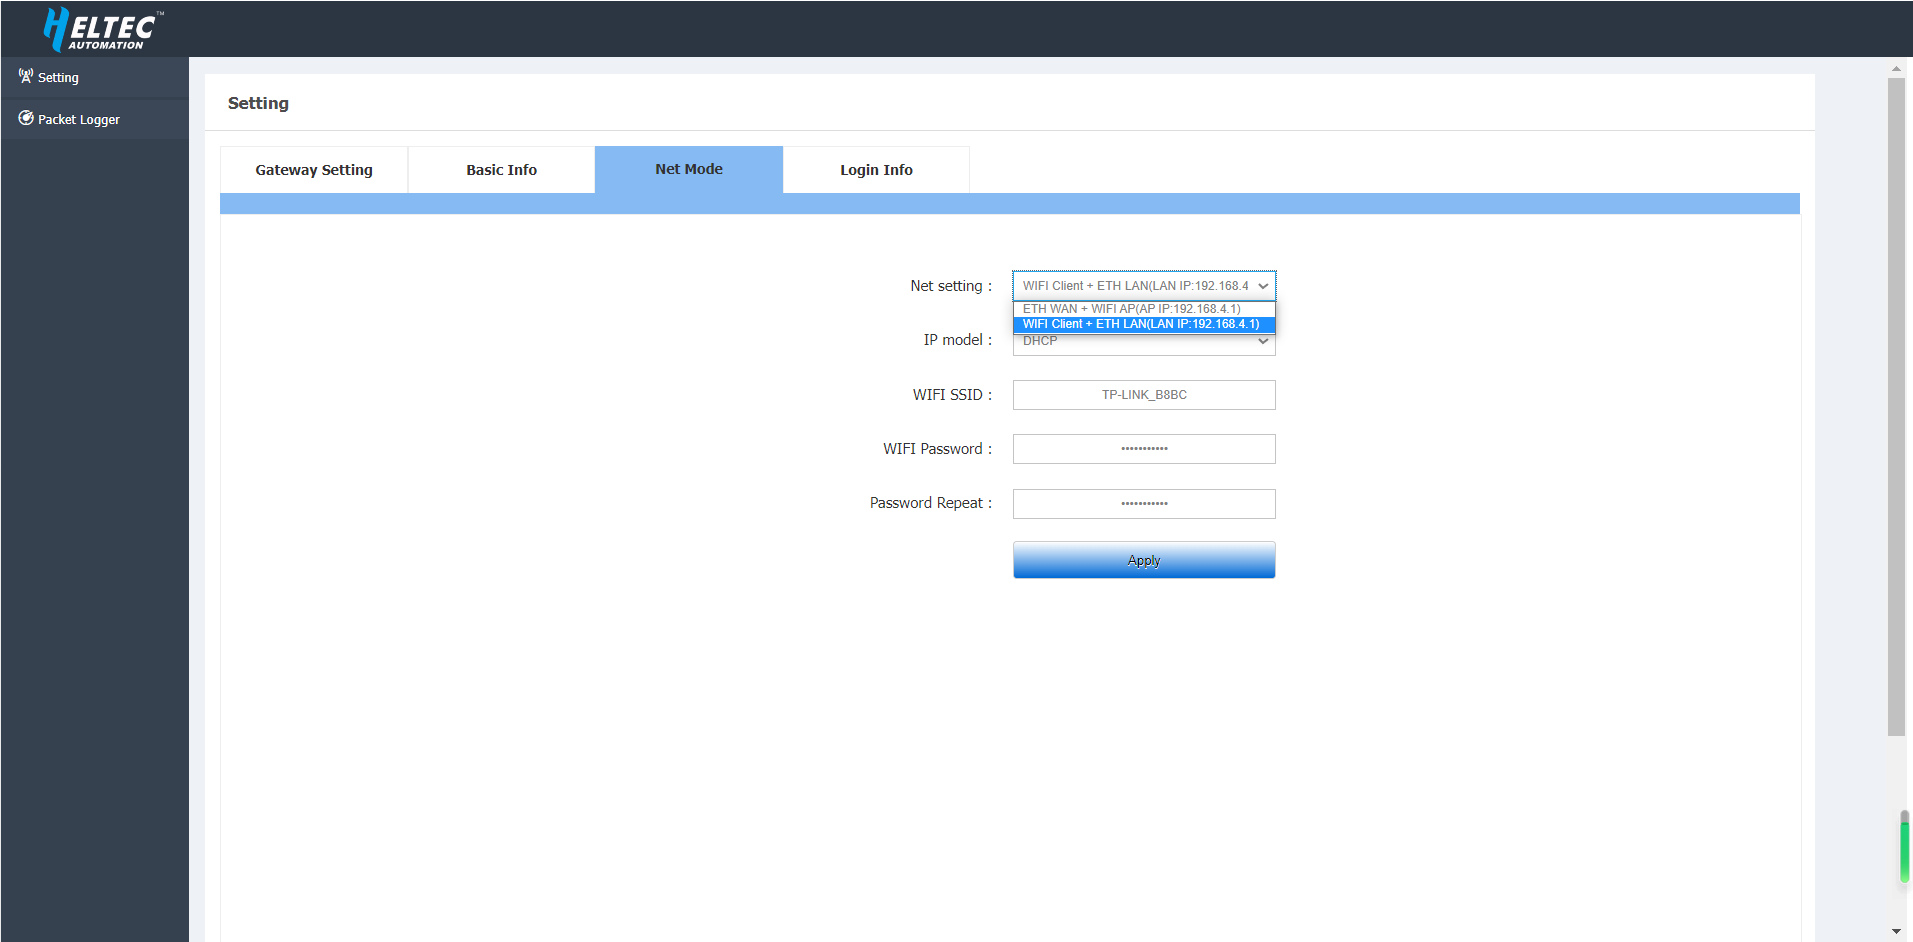 HELTEC™
AUTOMATION
Setting
Packet Logger
Setting
Gateway Setting
Basic Info
Net Mode
Login Info
Net setting :
WIFI Client + ETH LAN(LAN IP:192.168.4
ETH WAN + WIFI AP(AP IP:192.168.4.1)
WIFI Client + ETH LAN(LAN IP:192.168.4.1)
IP model :
DHCP
WIFI SSID :
TP-LINK_B8BC
WIFI Password :
•••••••••••
Password Repeat :
•••••••••••
Apply